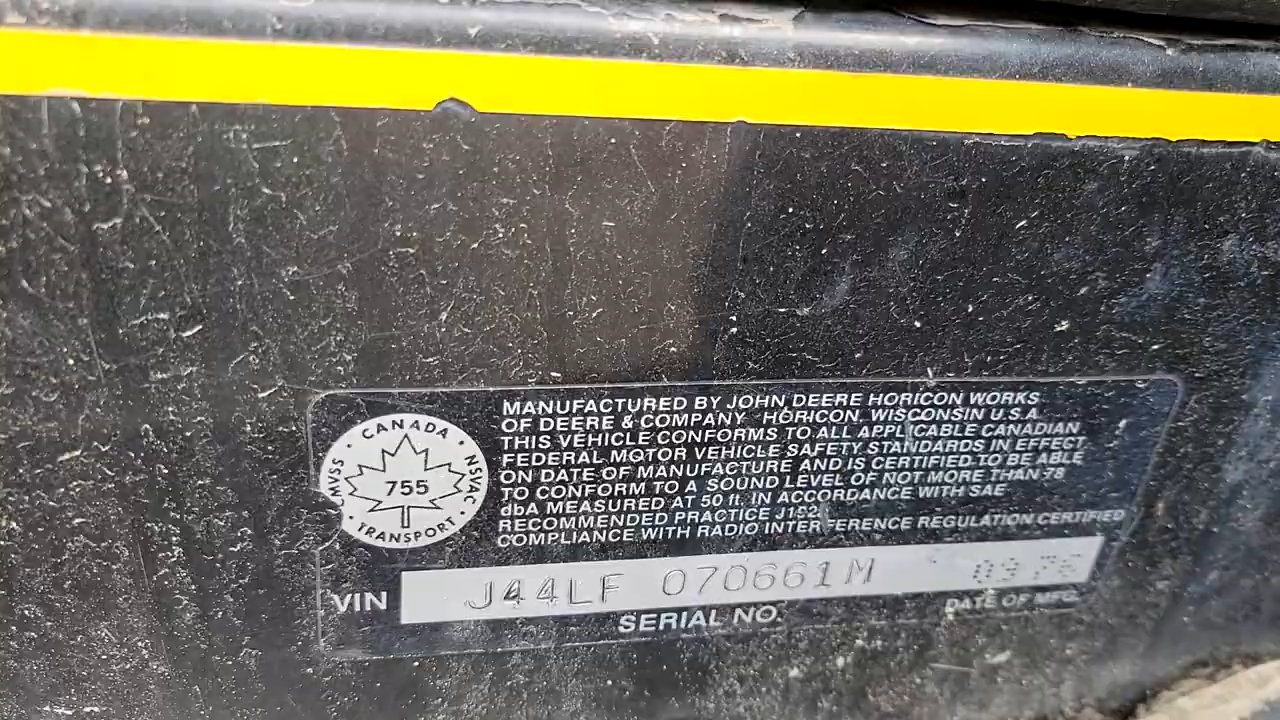 CANADA
CMVSS
755
NSVAC
TRANSPORT
MANUFACTURED BY JOHN DEERE HORICON WORKS
OF DEERE & COMPANY HORICON, WISCONSIN U.S.A.
THIS VEHICLE CONFORMS TO ALL APPLICABLE CANADIAN
FEDERAL MOTOR VEHICLE SAFETY STANDARDS IN EFFECT
ON DATE OF MANUFACTURE AND IS CERTIFIED TO BE ABLE
TO CONFORM TO A SOUND LEVEL OF NOT MORE THAN 78
dbA MEASURED AT 50 ft. IN ACCORDANCE WITH SAE
RECOMMENDED PRACTICE J192.
COMPLIANCE WITH RADIO INTERFERENCE REGULATION CERTIFIED
VIN J44LF 070661M
SERIAL NO. DATE OF MFG.